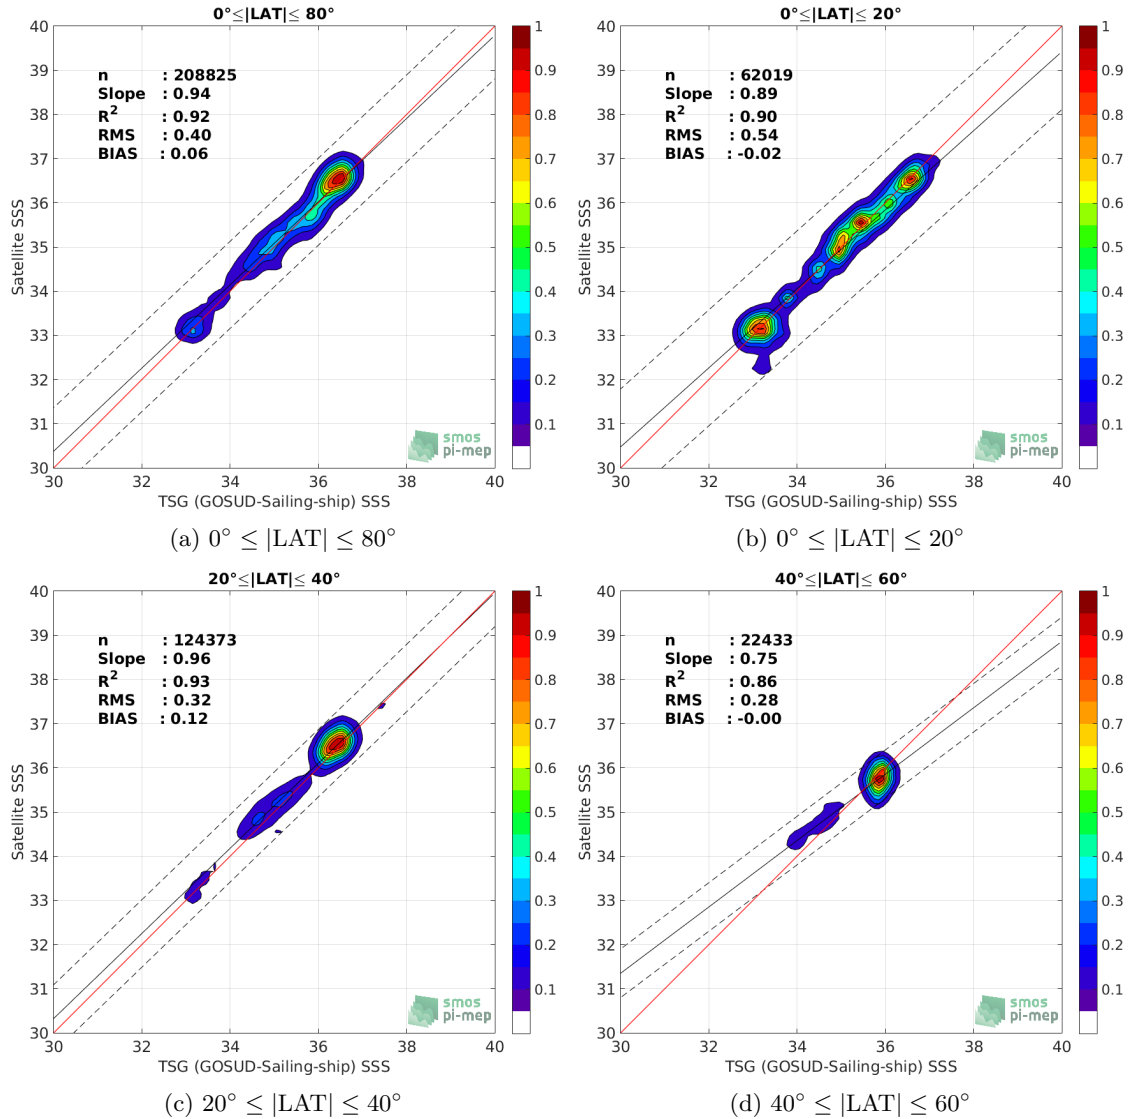 0°≤|LAT|≤ 80°
n : 208825
Slope : 0.94
R² : 0.92
RMS : 0.40
BIAS : 0.06
40
39
38
37
36
35
34
33
32
31
30
Satellite SSS
30 32 34 36 38 40
TSG (GOSUD-Sailing-ship) SSS
1
0.9
0.8
0.7
0.6
0.5
0.4
0.3
0.2
0.1
smos
pi-mep
(a) 0° ≤ |LAT| ≤ 80°
0°≤|LAT|≤ 20°
n : 62019
Slope : 0.89
R² : 0.90
RMS : 0.54
BIAS : -0.02
40
39
38
37
36
35
34
33
32
31
30
Satellite SSS
30 32 34 36 38 40
TSG (GOSUD-Sailing-ship) SSS
1
0.9
0.8
0.7
0.6
0.5
0.4
0.3
0.2
0.1
smos
pi-mep
(b) 0° ≤ |LAT| ≤ 20°
20°≤|LAT|≤ 40°
n : 124373
Slope : 0.96
R² : 0.93
RMS : 0.32
BIAS : 0.12
40
39
38
37
36
35
34
33
32
31
30
Satellite SSS
30 32 34 36 38 40
TSG (GOSUD-Sailing-ship) SSS
1
0.9
0.8
0.7
0.6
0.5
0.4
0.3
0.2
0.1
smos
pi-mep
(c) 20° ≤ |LAT| ≤ 40°
40°≤|LAT|≤ 60°
n : 22433
Slope : 0.75
R² : 0.86
RMS : 0.28
BIAS : -0.00
40
39
38
37
36
35
34
33
32
31
30
Satellite SSS
30 32 34 36 38 40
TSG (GOSUD-Sailing-ship) SSS
1
0.9
0.8
0.7
0.6
0.5
0.4
0.3
0.2
0.1
smos
pi-mep
(d) 40° ≤ |LAT| ≤ 60°